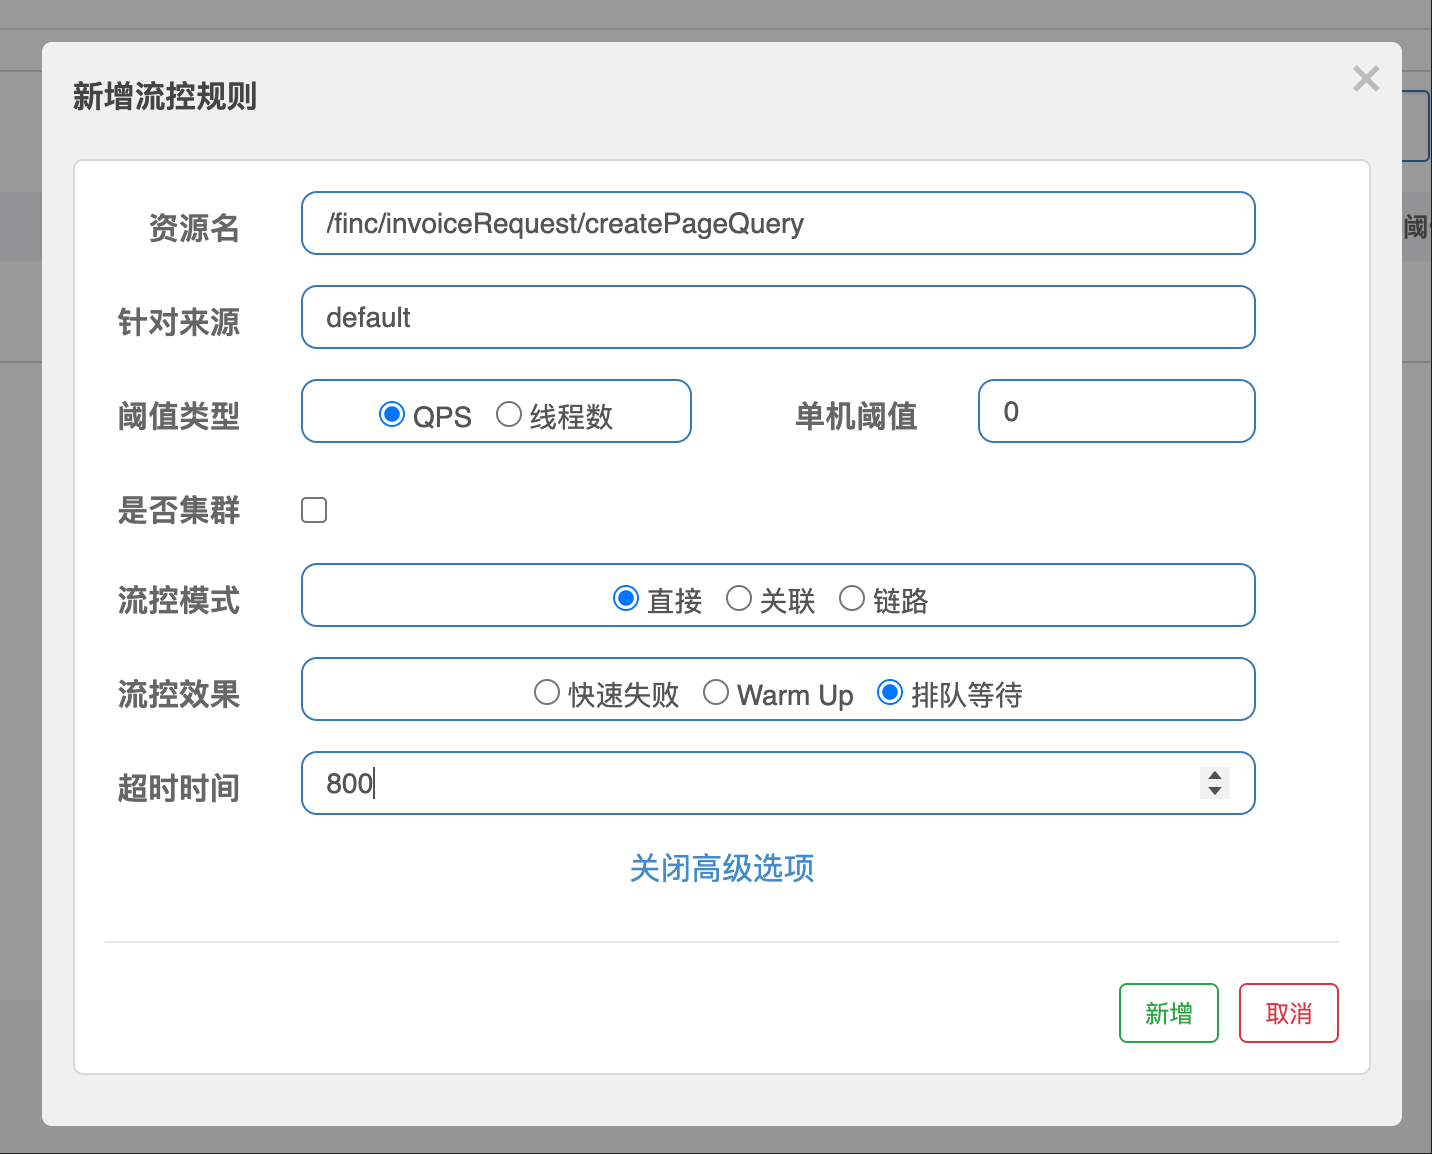 新增流控规则
×
资源名 /finc/invoiceRequest/createPageQuery
阈
针对来源 default
阈值类型 QPS 线程数 单机阈值 0
是否集群
流控模式 直接 关联 链路
流控效果 快速失败 Warm Up 排队等待
超时时间 800
关闭高级选项
新增 取消